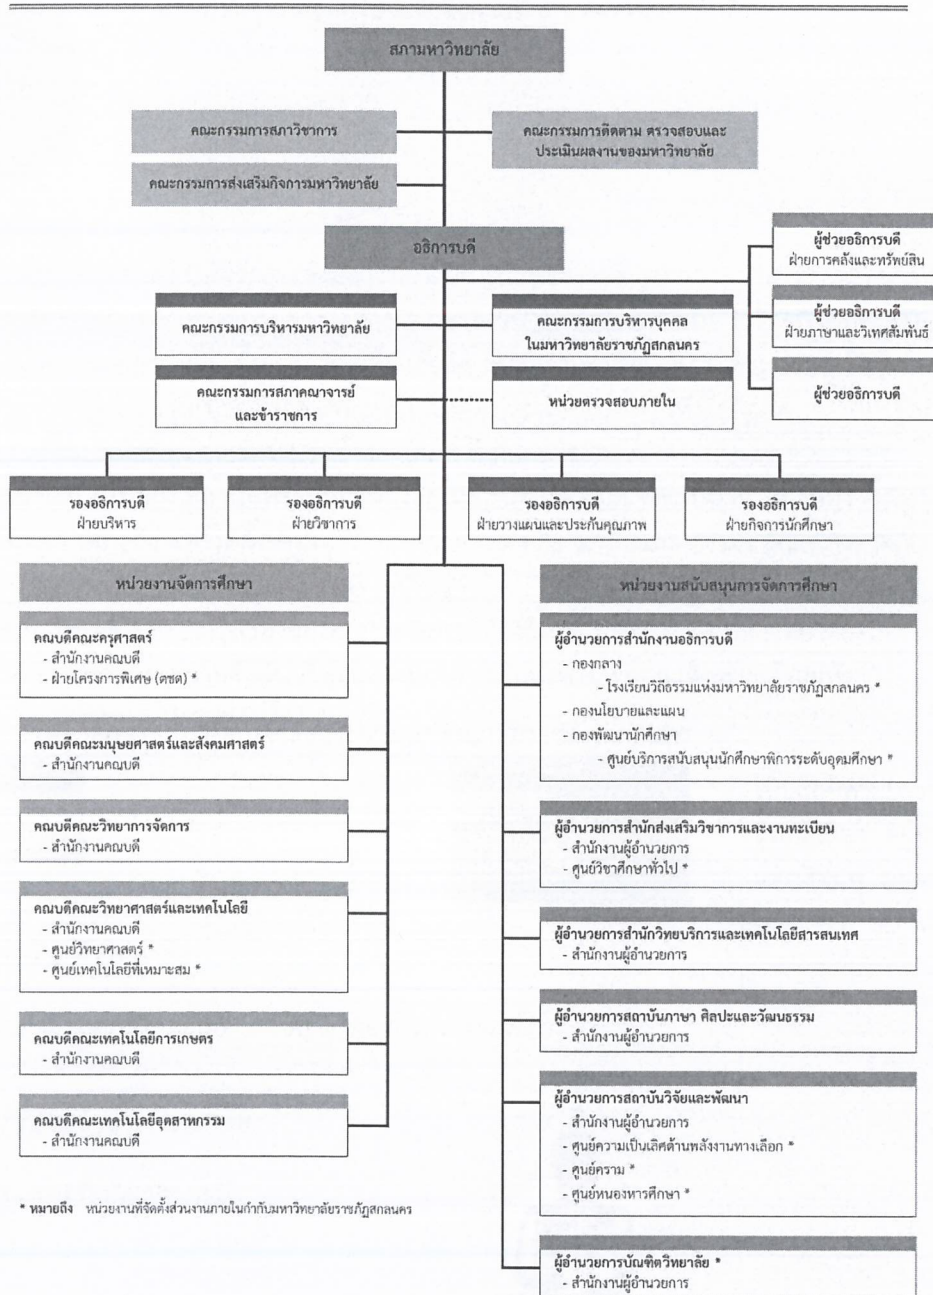 สภามหาวิทยาลัย
คณะกรรมการสภาวิชาการ
คณะกรรมการติดตาม ตรวจสอบและ
ประเมินผลงานของมหาวิทยาลัย
คณะกรรมการส่งเสริมกิจการมหาวิทยาลัย
อธิการบดี
ผู้ช่วยอธิการบดี
ฝ่ายการคลังและทรัพย์สิน
ผู้ช่วยอธิการบดี
ฝ่ายภาษาและวิเทศสัมพันธ์
ผู้ช่วยอธิการบดี
คณะกรรมการบริหารมหาวิทยาลัย
คณะกรรมการบริหารบุคคล
ในมหาวิทยาลัยราชภัฏสกลนคร
คณะกรรมการสภาคณาจารย์
และข้าราชการ
หน่วยตรวจสอบภายใน
รองอธิการบดี
ฝ่ายบริหาร
รองอธิการบดี
ฝ่ายวิชาการ
รองอธิการบดี
ฝ่ายวางแผนและประกันคุณภาพ
รองอธิการบดี
ฝ่ายกิจการนักศึกษา
หน่วยงานจัดการศึกษา
คณบดีคณะครุศาสตร์
- สำนักงานคณบดี
- ฝ่ายโครงการพิเศษ (ตชด) *
คณบดีคณะมนุษยศาสตร์และสังคมศาสตร์
- สำนักงานคณบดี
คณบดีคณะวิทยาการจัดการ
- สำนักงานคณบดี
คณบดีคณะวิทยาศาสตร์และเทคโนโลยี
- สำนักงานคณบดี
- ศูนย์วิทยาศาสตร์ *
- ศูนย์เทคโนโลยีที่เหมาะสม *
คณบดีคณะเทคโนโลยีการเกษตร
- สำนักงานคณบดี
คณบดีคณะเทคโนโลยีอุตสาหกรรม
- สำนักงานคณบดี
* หมายถึง หน่วยงานที่จัดตั้งส่วนงานภายในกำกับมหาวิทยาลัยราชภัฏสกลนคร
หน่วยงานสนับสนุนการจัดการศึกษา
ผู้อำนวยการสำนักงานอธิการบดี
- กองกลาง
- โรงเรียนวิถีธรรมแห่งมหาวิทยาลัยราชภัฏสกลนคร *
- กองนโยบายและแผน
- กองพัฒนานักศึกษา
- ศูนย์บริการสนับสนุนนักศึกษาพิการระดับอุดมศึกษา *
ผู้อำนวยการสำนักส่งเสริมวิชาการและงานทะเบียน
- สำนักงานผู้อำนวยการ
- ศูนย์วิชาศึกษาทั่วไป *
ผู้อำนวยการสำนักวิทยบริการและเทคโนโลยีสารสนเทศ
- สำนักงานผู้อำนวยการ
ผู้อำนวยการสถาบันภาษา ศิลปะและวัฒนธรรม
- สำนักงานผู้อำนวยการ
ผู้อำนวยการสถาบันวิจัยและพัฒนา
- สำนักงานผู้อำนวยการ
- ศูนย์ความเป็นเลิศด้านพลังงานทางเลือก *
- ศูนย์คราม *
- ศูนย์หนองหารศึกษา *
ผู้อำนวยการบัณฑิตวิทยาลัย *
- สำนักงานผู้อำนวยการ